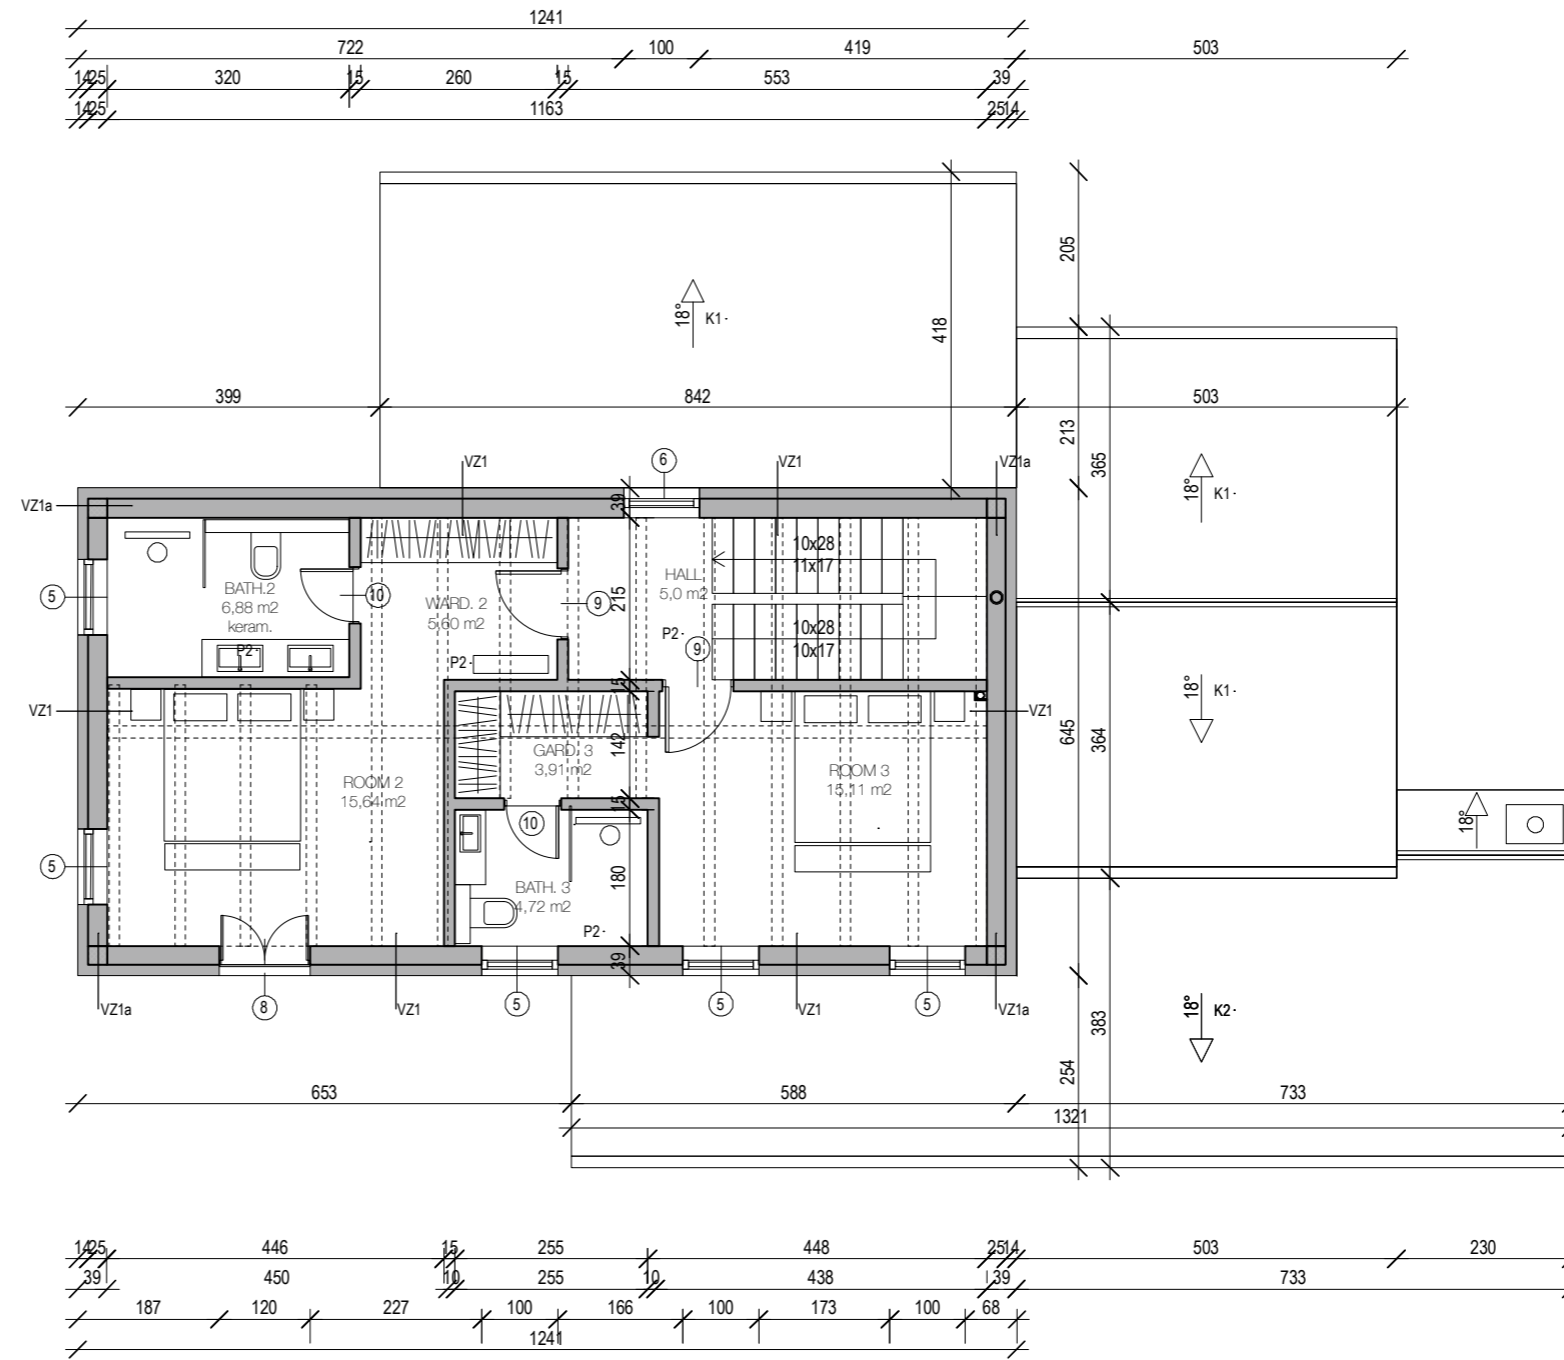 1241
722 100 419 503
14 25 320 15 260 15 553 39
14 25 1163 25 14
205
18° K1
418
213
365
399 842 503
VZ1 6 VZ1 VZ1a
18° K1
VZ1a
39
10x28
11x17
HALL
5,0 m2
BATH.2
6,88 m2
keram.
5 10 9
WARD. 2
5,60 m2
215
10x28
10x17
P2
P2
P2
9
15
18° K1
VZ1 VZ1
645
364
142
GARD. 3
3,91 m2
ROOM 2
15,64 m2
ROOM 3
15,11 m2
15
10
18°
5
180
BATH. 3
4,72 m2
P2
39
VZ1a 8 VZ1 5 5 VZ1 5 VZ1a
18° K2
383
254
653 588 733
1321
14 25 446 15 255 448 25 14 503 230
39 450 10 255 10 438 39 733
187 120 227 100 166 100 173 100 68
1241